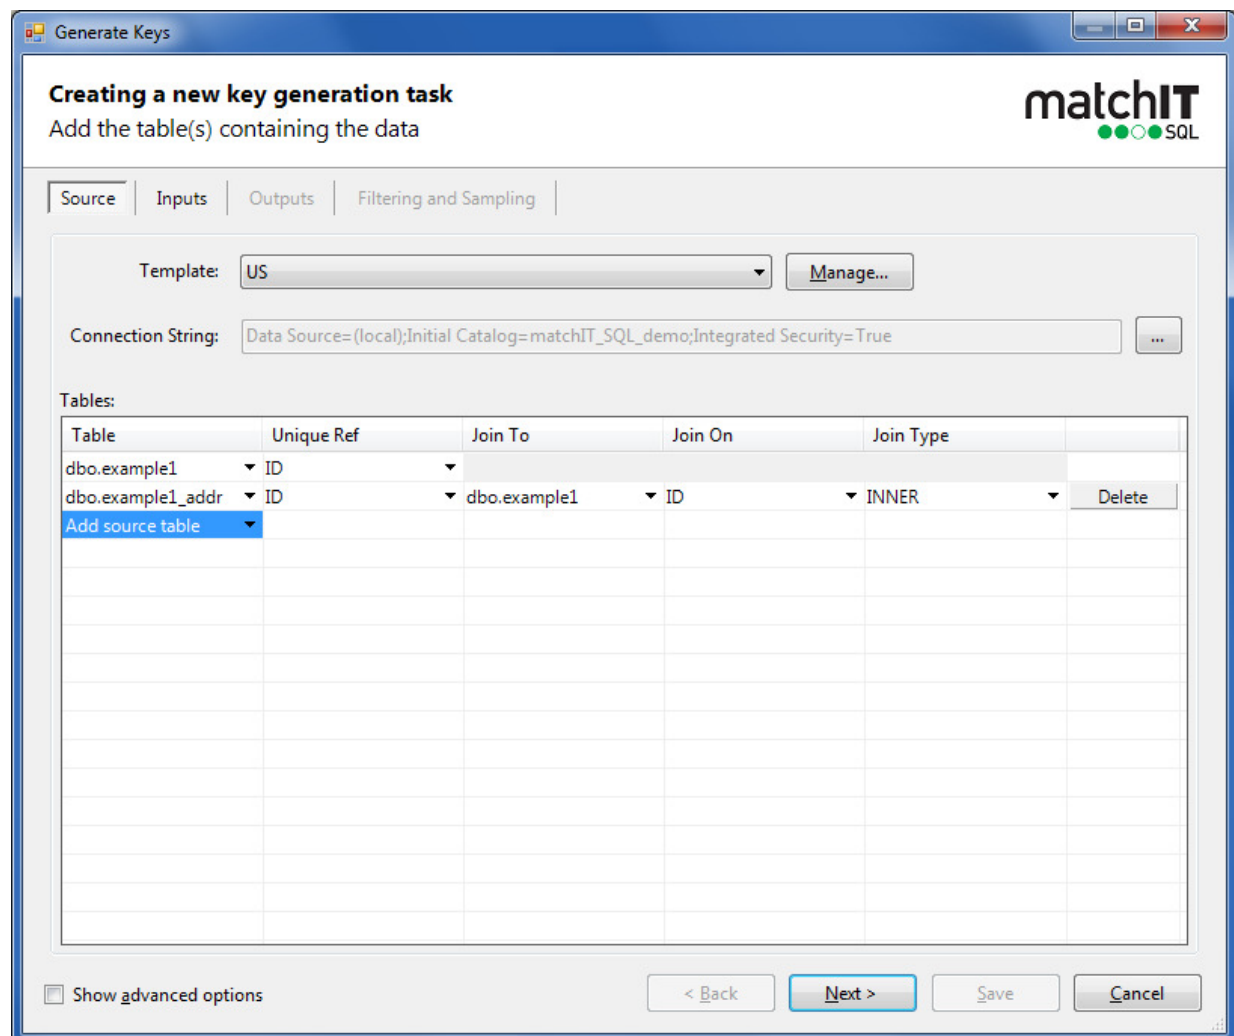 Generate Keys
Creating a new key generation task
Add the table(s) containing the data
matchIT
SQL
Source Inputs Outputs Filtering and Sampling
Template: US Manage...
Connection String: Data Source=(local);Initial Catalog=matchIT_SQL_demo;Integrated Security=True ...
Tables:
Table Unique Ref Join To Join On Join Type
dbo.example1 ID
dbo.example1_addr ID dbo.example1 ID INNER Delete
Add source table
Show advanced options < Back Next > Save Cancel